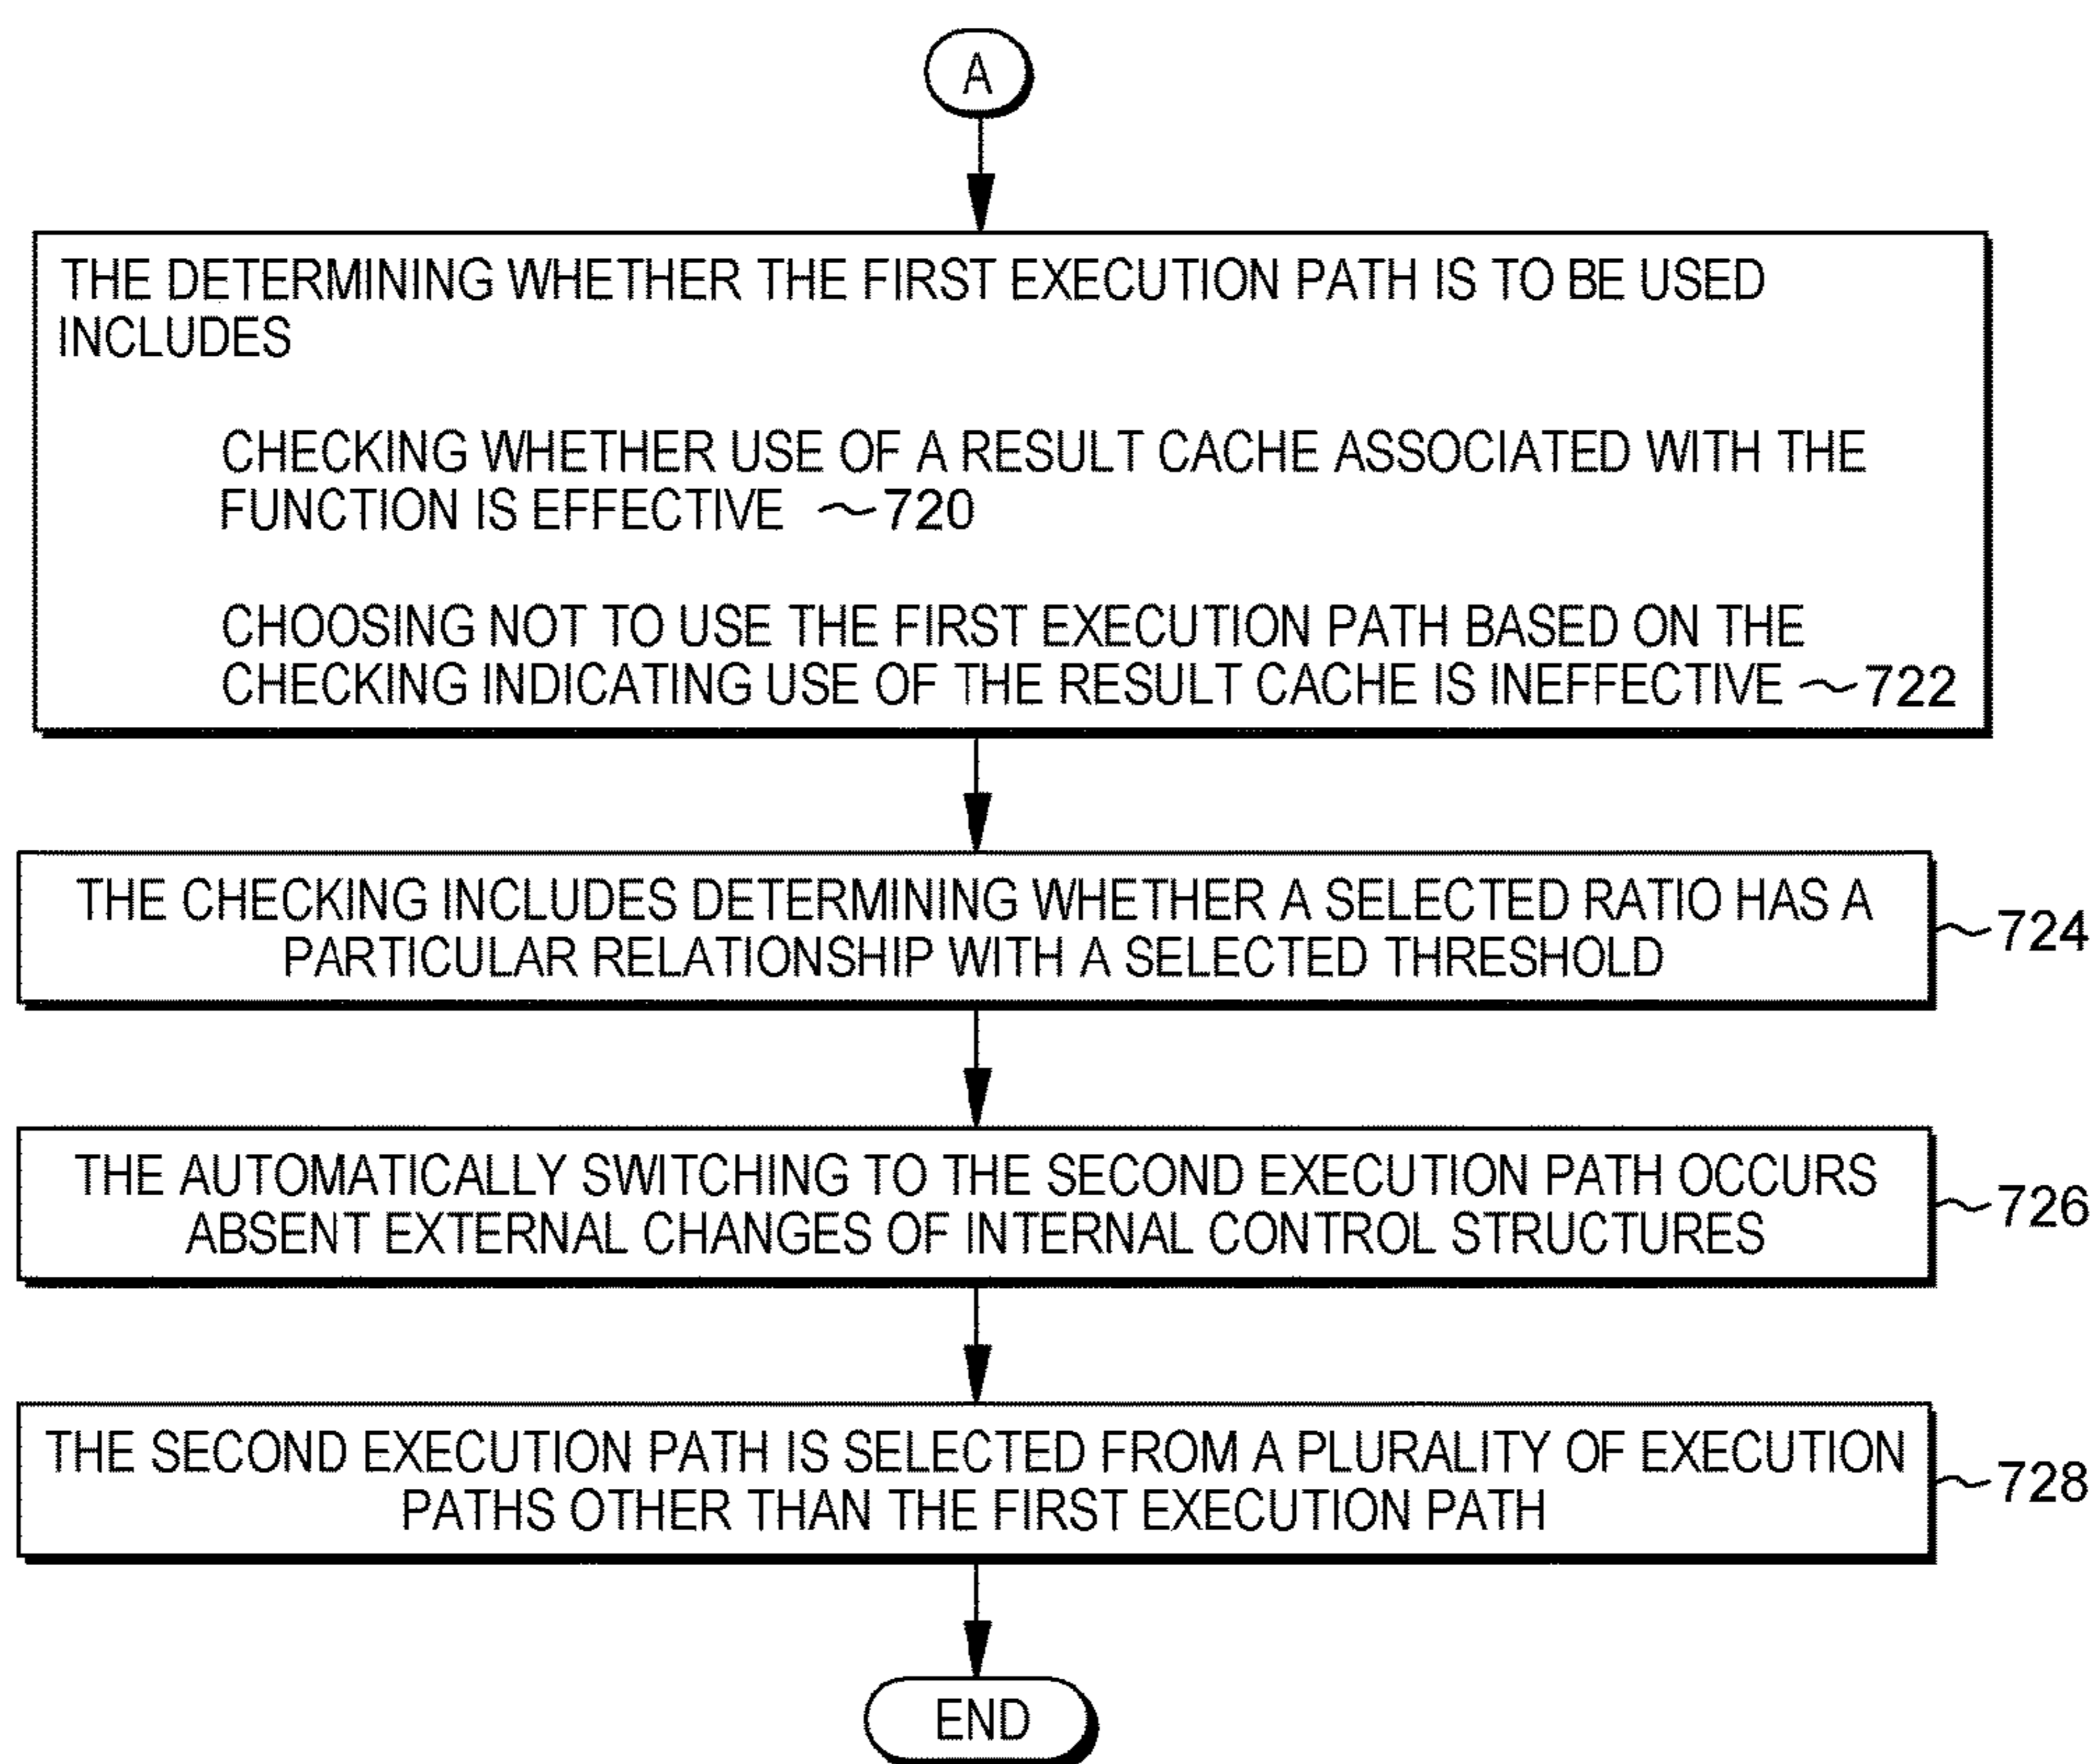 A
THE DETERMINING WHETHER THE FIRST EXECUTION PATH IS TO BE USED
INCLUDES
CHECKING WHETHER USE OF A RESULT CACHE ASSOCIATED WITH THE
FUNCTION IS EFFECTIVE ~720
CHOOSING NOT TO USE THE FIRST EXECUTION PATH BASED ON THE
CHECKING INDICATING USE OF THE RESULT CACHE IS INEFFECTIVE ~722
THE CHECKING INCLUDES DETERMINING WHETHER A SELECTED RATIO HAS A
PARTICULAR RELATIONSHIP WITH A SELECTED THRESHOLD
~724
THE AUTOMATICALLY SWITCHING TO THE SECOND EXECUTION PATH OCCURS
ABSENT EXTERNAL CHANGES OF INTERNAL CONTROL STRUCTURES
~726
THE SECOND EXECUTION PATH IS SELECTED FROM A PLURALITY OF EXECUTION
PATHS OTHER THAN THE FIRST EXECUTION PATH
~728
END